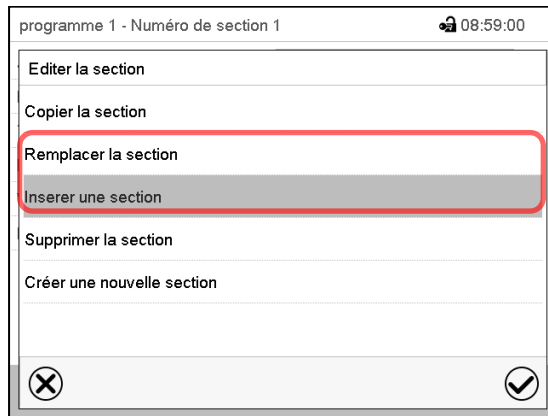 programme 1 - Numéro de section 1 08:59:00
Editer la section
Copier la section
Remplacer la section
Inserer une section
Supprimer la section
Créer une nouvelle section